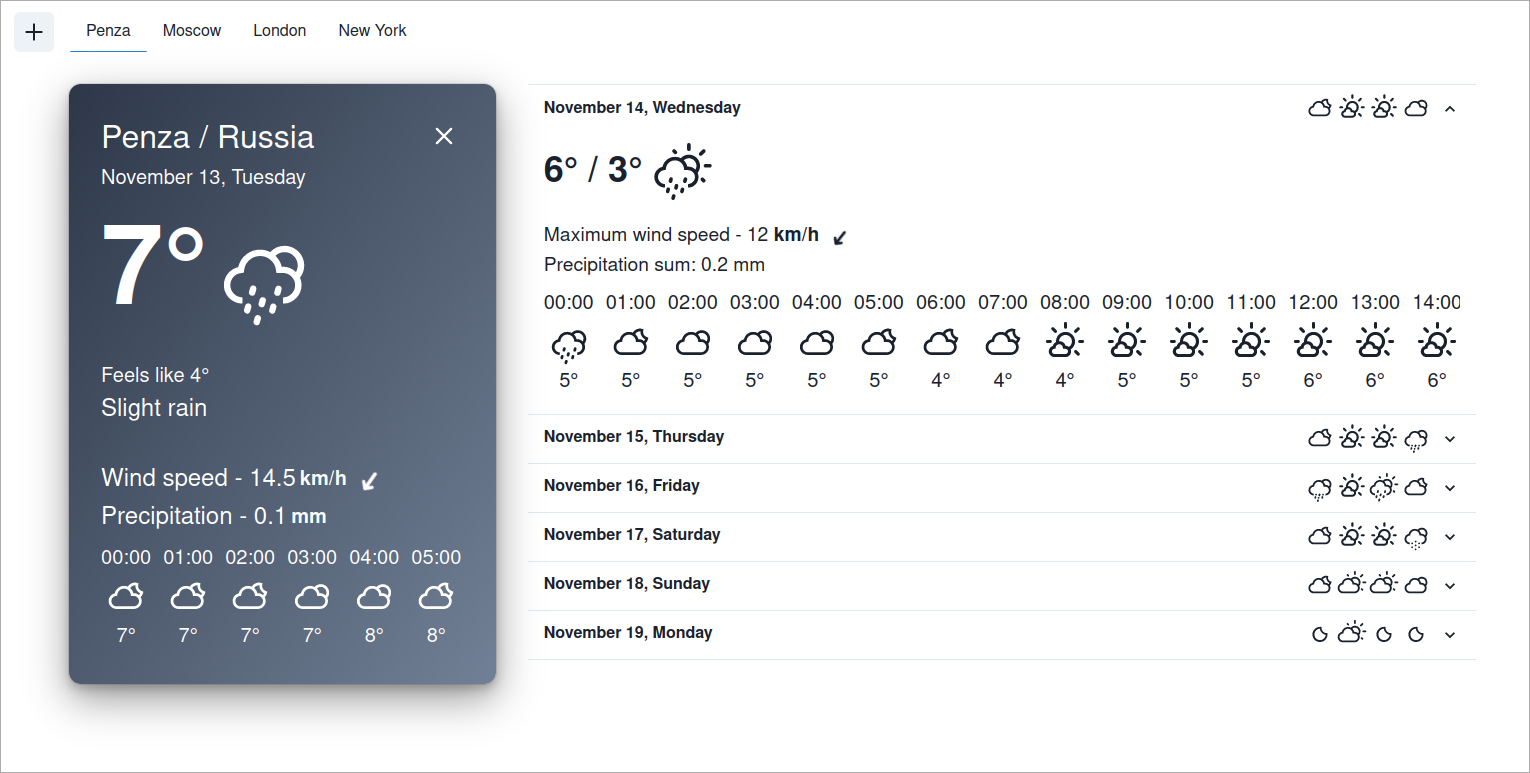 Penza Moscow London New York
Penza / Russia
November 13, Tuesday
7°
Feels like 4°
Slight rain
Wind speed - 14.5 km/h
Precipitation - 0.1 mm
00:00 01:00 02:00 03:00 04:00 05:00
7° 7° 7° 7° 8° 8°
November 14, Wednesday
6° / 3°
Maximum wind speed - 12 km/h
Precipitation sum: 0.2 mm
00:00 01:00 02:00 03:00 04:00 05:00 06:00 07:00 08:00 09:00 10:00 11:00 12:00 13:00 14:00
5° 5° 5° 5° 5° 5° 4° 4° 4° 5° 5° 5° 6° 6° 6°
November 15, Thursday
November 16, Friday
November 17, Saturday
November 18, Sunday
November 19, Monday